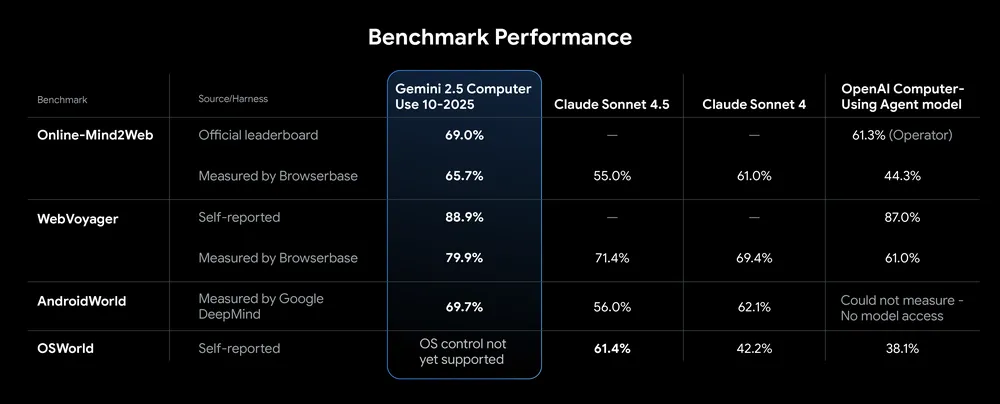 Benchmark Performance
Benchmark
Source/Harness
Gemini 2.5 Computer
Use 10-2025
Claude Sonnet 4.5
Claude Sonnet 4
OpenAI Computer-
Using Agent model
Online-Mind2Web
Official leaderboard
69.0%
—
—
61.3% (Operator)
Measured by Browserbase
65.7%
55.0%
61.0%
44.3%
WebVoyager
Self-reported
88.9%
—
—
87.0%
Measured by Browserbase
79.9%
71.4%
69.4%
61.0%
AndroidWorld
Measured by Google
DeepMind
69.7%
56.0%
62.1%
Could not measure -
No model access
OSWorld
Self-reported
OS control not
yet supported
61.4%
42.2%
38.1%